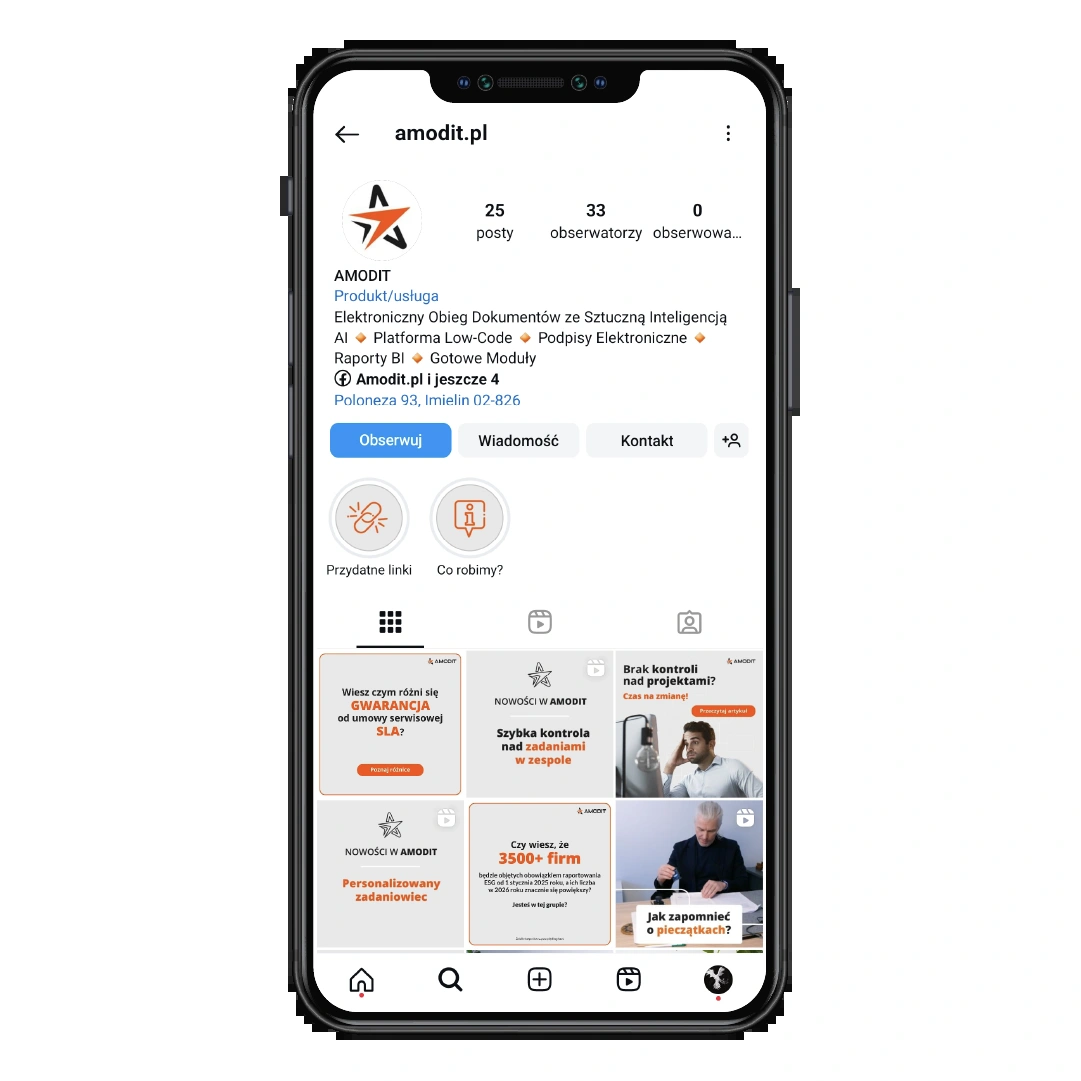 amodit.pl
25
posty
33
obserwatorzy
0
obserwowa...
AMODIT
Produkt/usługa
Elektroniczny Obieg Dokumentów ze Sztuczną Inteligencją
AI 🔸 Platforma Low-Code 🔸 Podpisy Elektroniczne 🔸
Raporty BI 🔸 Gotowe Moduły
Amodit.pl i jeszcze 4
Poloneza 93, Imielin 02-826
Obserwuj
Wiadomość
Kontakt
Przydatne linki
Co robimy?
AMODIT
Wiesz czym różni się
GWARANCJA
od umowy serwisowej
SLA?
Poznaj różnice
NOWOŚCI W AMODIT
Szybka kontrola
nad zadaniami
w zespole
AMODIT
Brak kontroli
nad projektami?
Czas na zmianę!
Przeczytaj artykuł
NOWOŚCI W AMODIT
Personalizowany
zadaniowiec
AMODIT
Czy wiesz, że
3500+ firm
będzie objętych obowiązkiem raportowania
ESG od 1 stycznia 2025 roku, a ich liczba
w 2026 roku znacznie się powiększy?
Jesteś w tej grupie?
Jak zapomnieć
o pieczątkach?